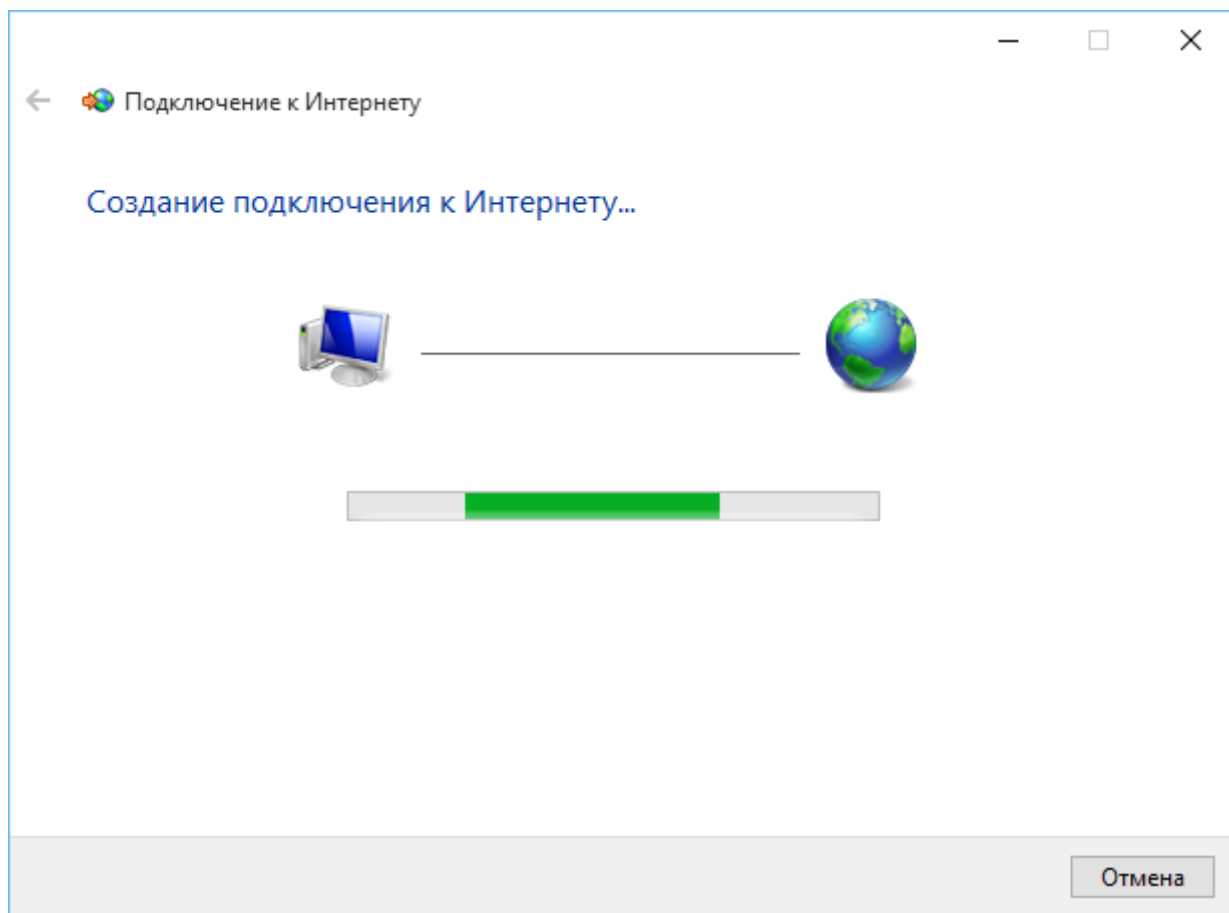 Подключение к Интернету
Создание подключения к Интернету...
Отмена